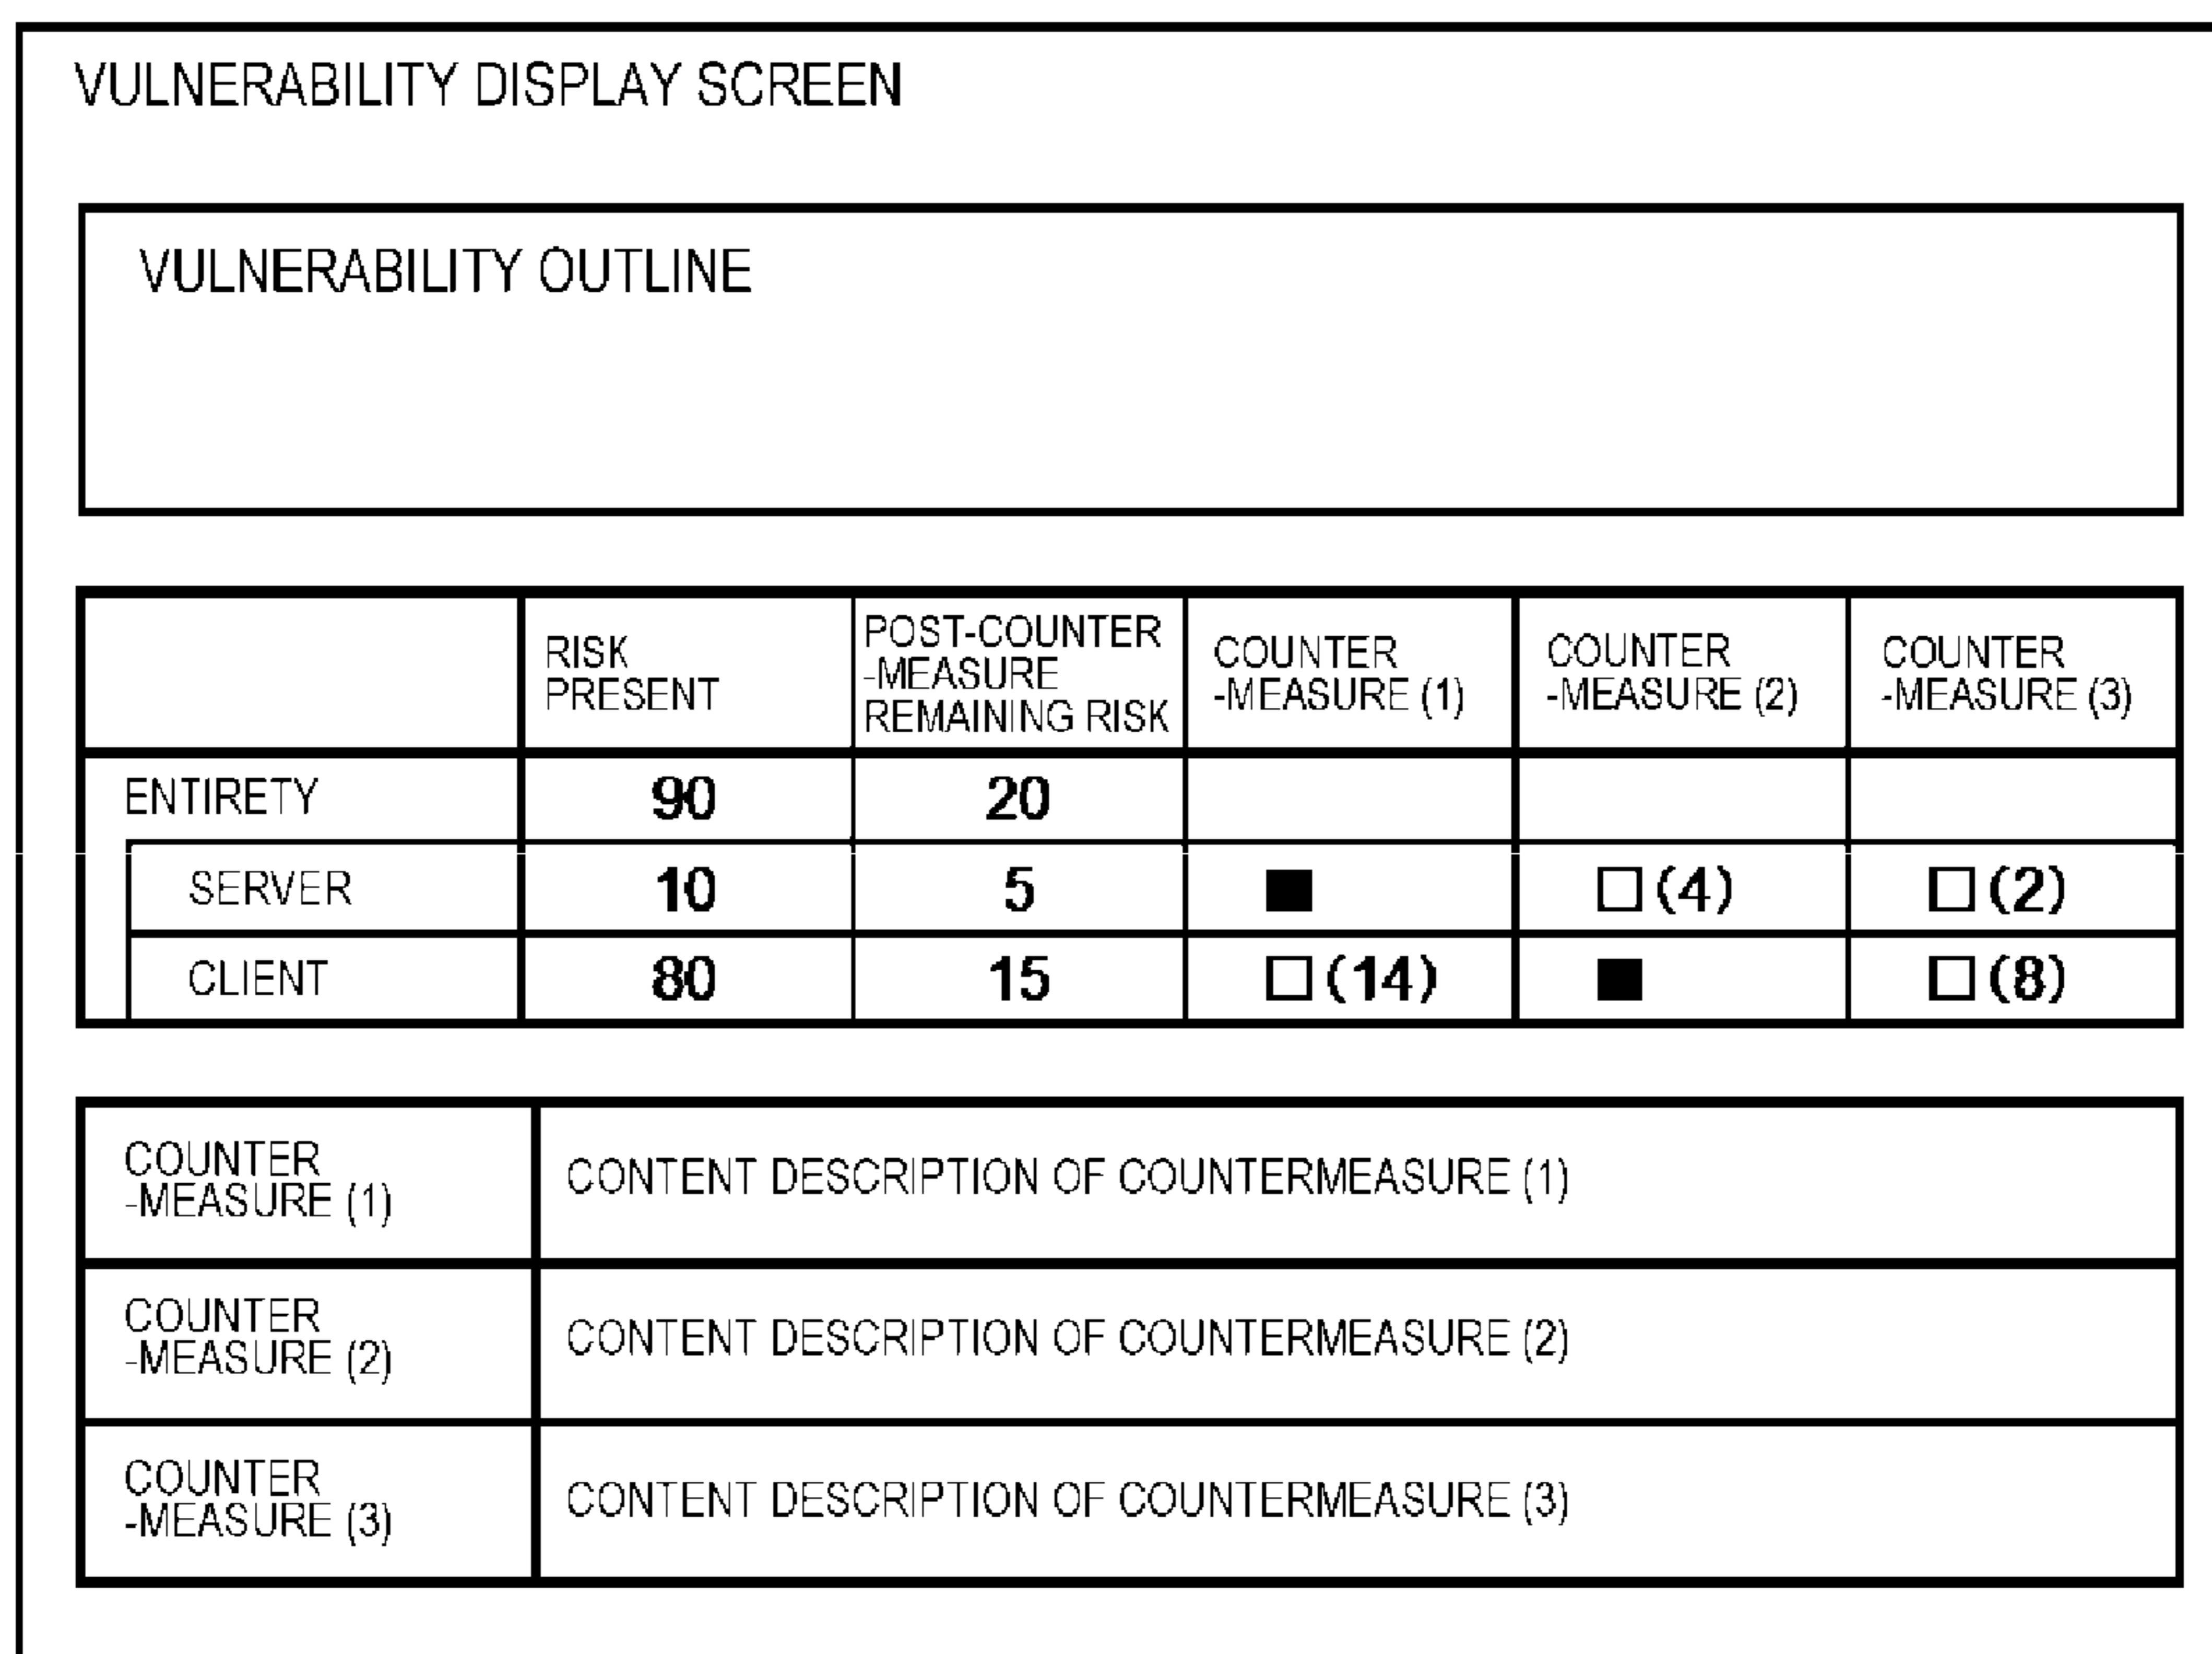 VULNERABILITY DISPLAY SCREEN
VULNERABILITY OUTLINE
RISK
PRESENT
POST-COUNTER
-MEASURE
REMAINING RISK
COUNTER
-MEASURE (1)
COUNTER
-MEASURE (2)
COUNTER
-MEASURE (3)
ENTIRETY 90 20
SERVER 10 5 ■ □(4) □(2)
CLIENT 80 15 □(14) ■ □(8)
COUNTER
-MEASURE (1)
CONTENT DESCRIPTION OF COUNTERMEASURE (1)
COUNTER
-MEASURE (2)
CONTENT DESCRIPTION OF COUNTERMEASURE (2)
COUNTER
-MEASURE (3)
CONTENT DESCRIPTION OF COUNTERMEASURE (3)